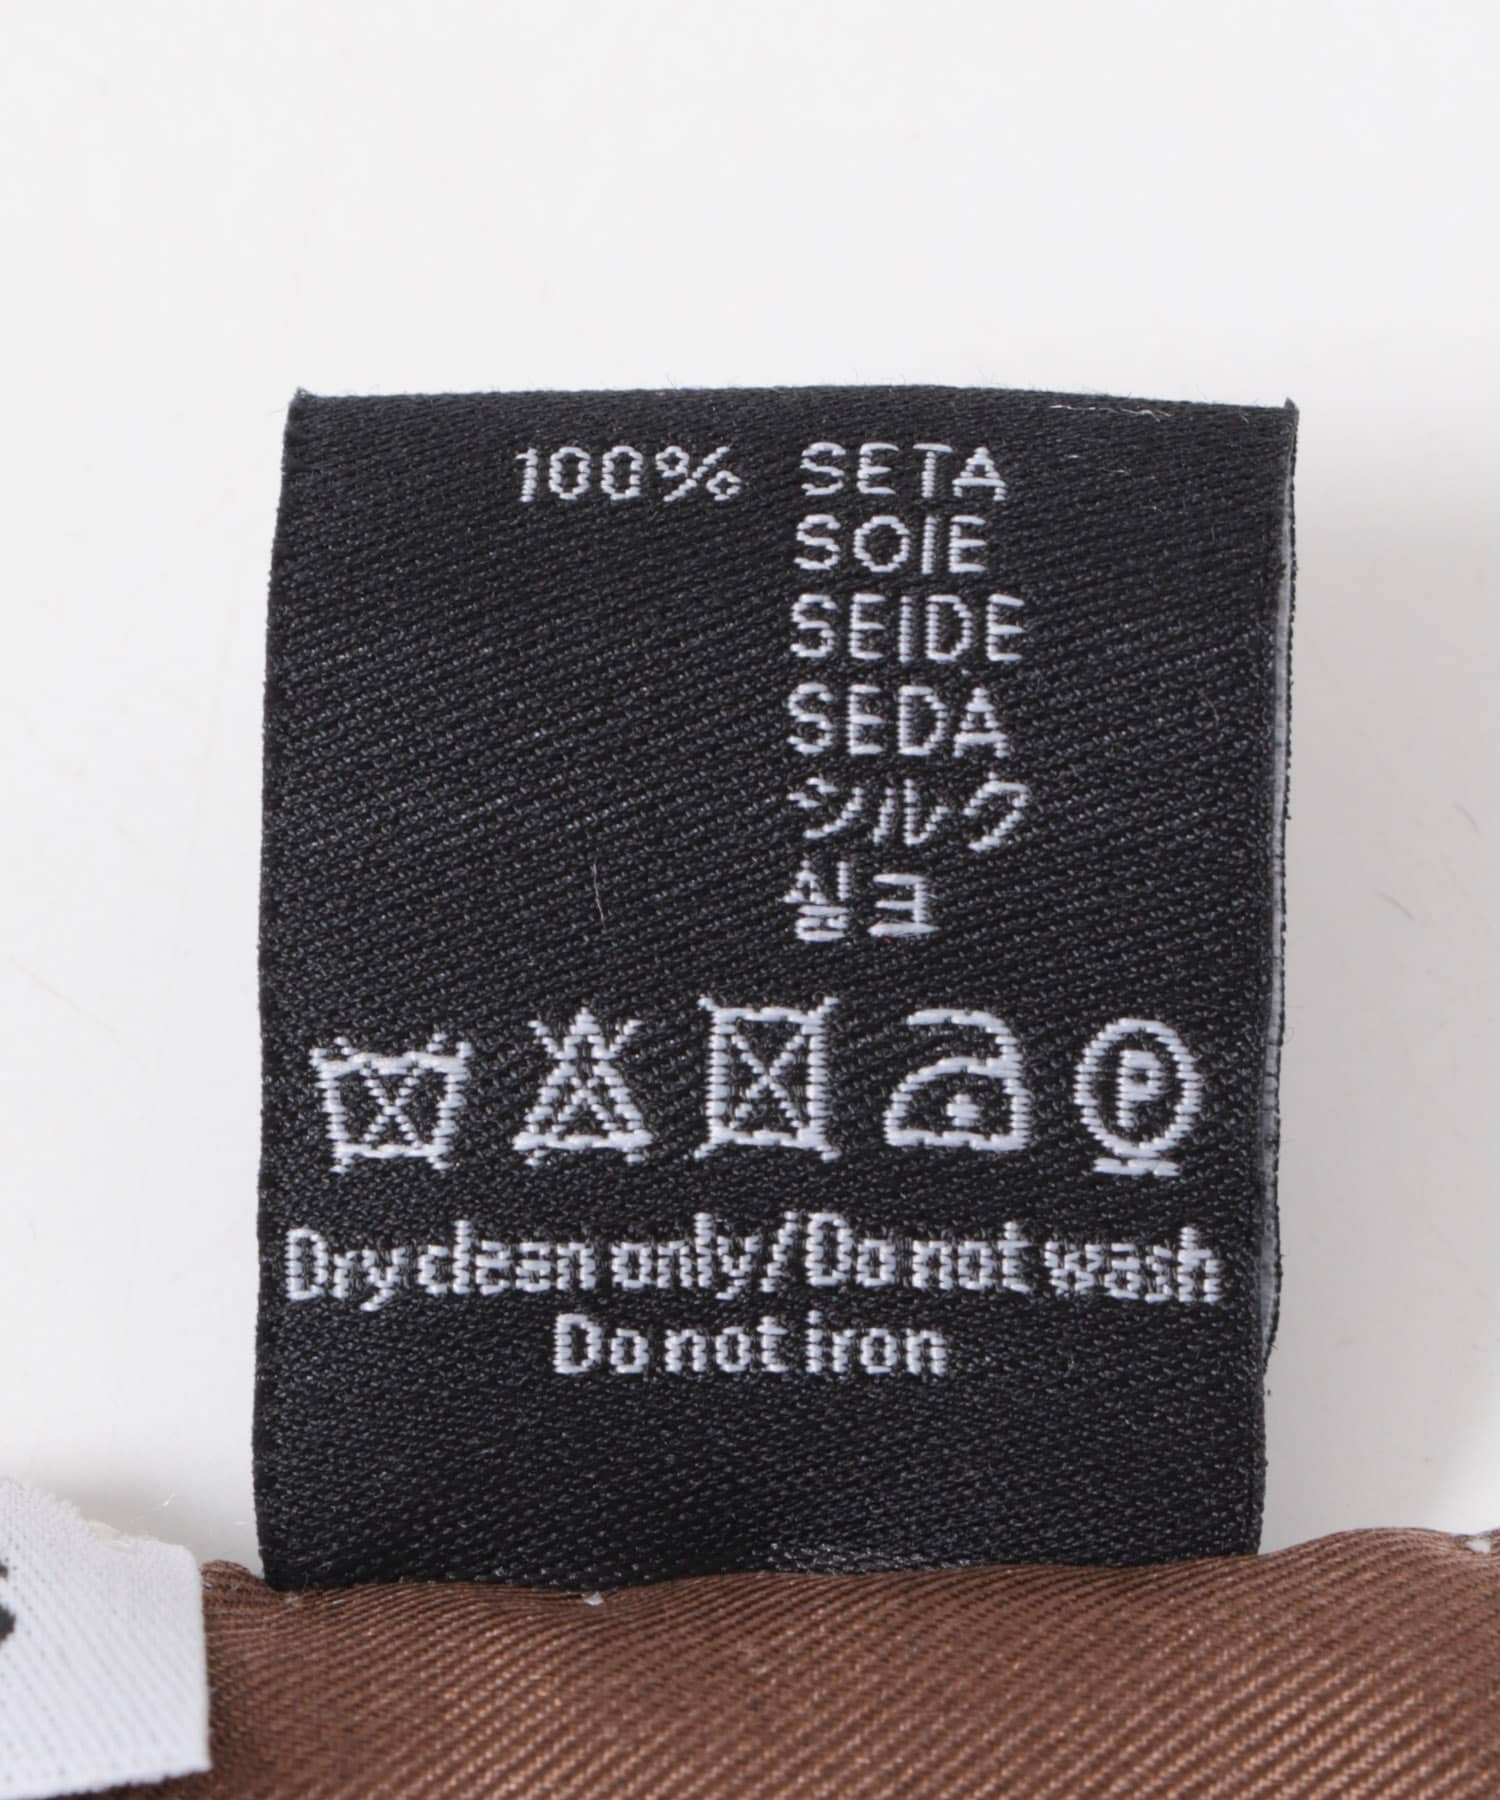 100% SETA
SOIE
SEIDE
SEDA
シルク
실크
P
Dry clean only/Do not wash
Do not iron